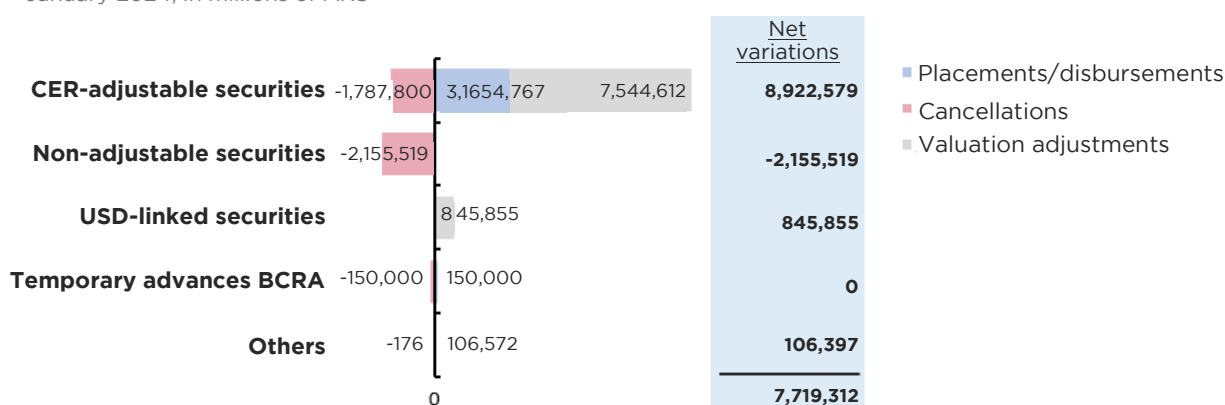 January 2024, in millions of ARS
Net
variations
CER-adjustable securities -1,787,800 3,1654,767 7,544,612 8,922,579
Non-adjustable securities -2,155,519 -2,155,519
USD-linked securities 845,855 845,855
Temporary advances BCRA -150,000 150,000 0
Others -176 106,572 106,397
0 7,719,312
Placements/disbursements
Cancellations
Valuation adjustments